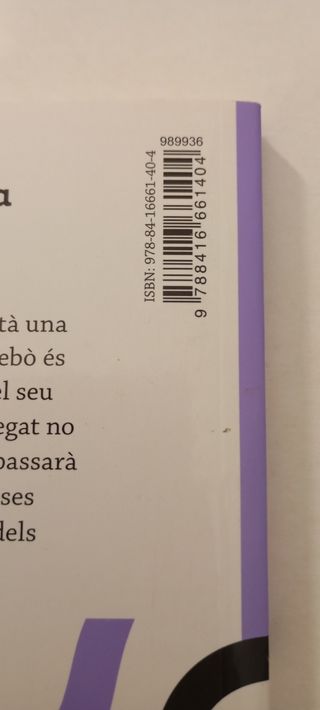 989936
ISBN: 978-84-16661-40-4
9 788416 661404
a
tà una
ebò és
el seu
egat no
passarà
ses
dels